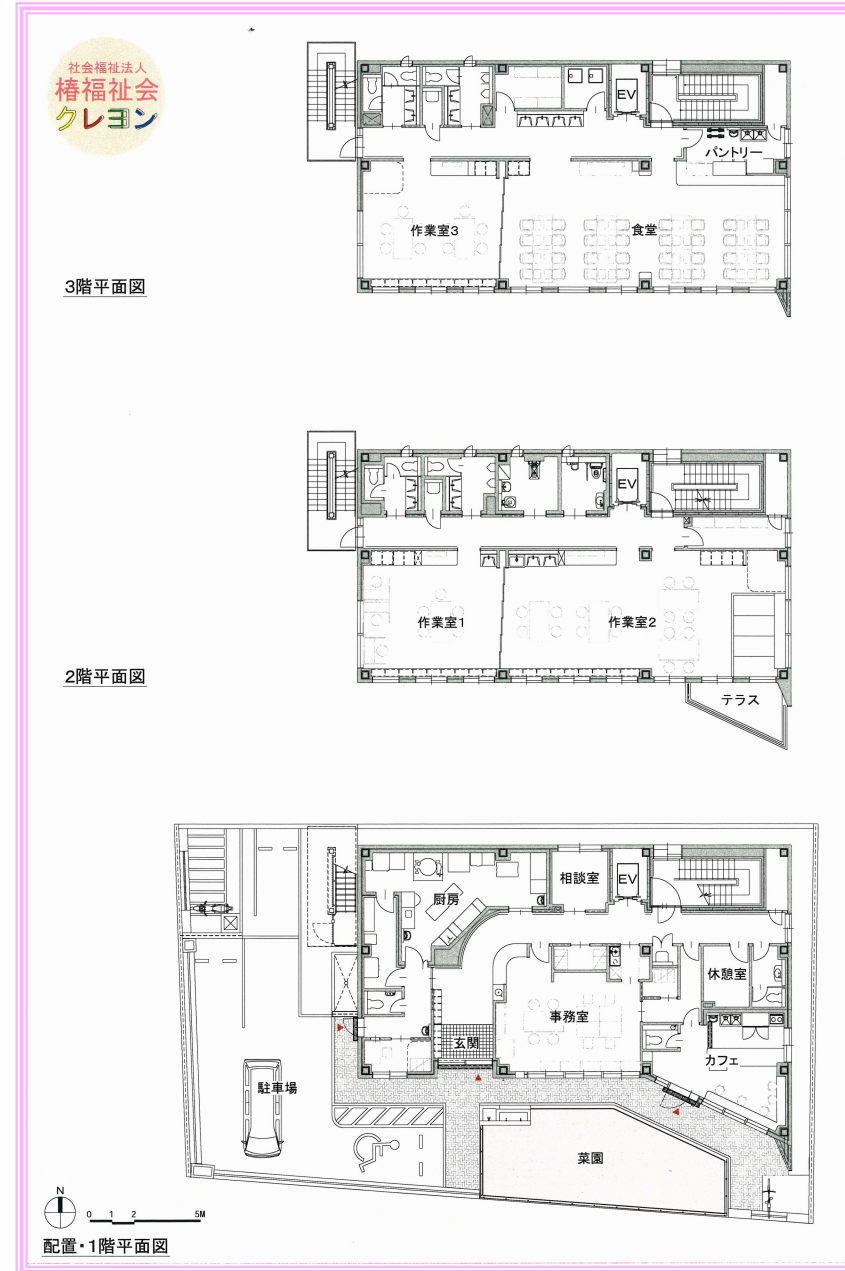 社会福祉法人
椿福祉会
クレヨン
EV
パントリー
作業室3
食堂
3階平面図
EV
作業室1
作業室2
テラス
2階平面図
相談室
EV
厨房
休憩室
事務室
玄関
カフェ
駐車場
菜園
N
0 1 2 5M
配置・1階平面図